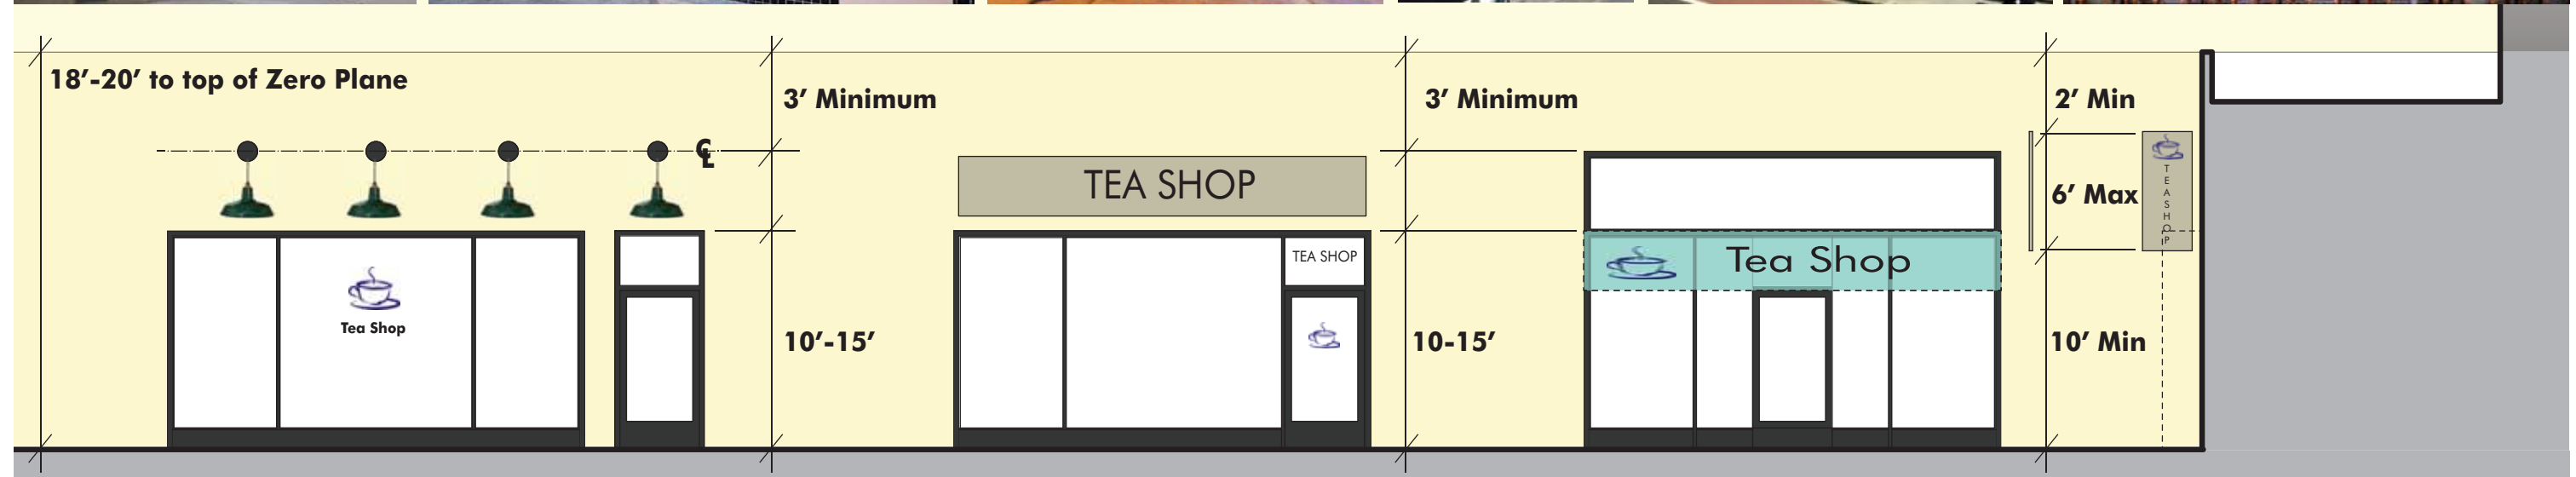 18′-20′ to top of Zero Plane
3′ Minimum
3′ Minimum
2′ Min
℄
TEA SHOP
TEA SHOP
Tea Shop
6′ Max
TEASHOP
Tea Shop
10′-15′
10-15′
10′ Min